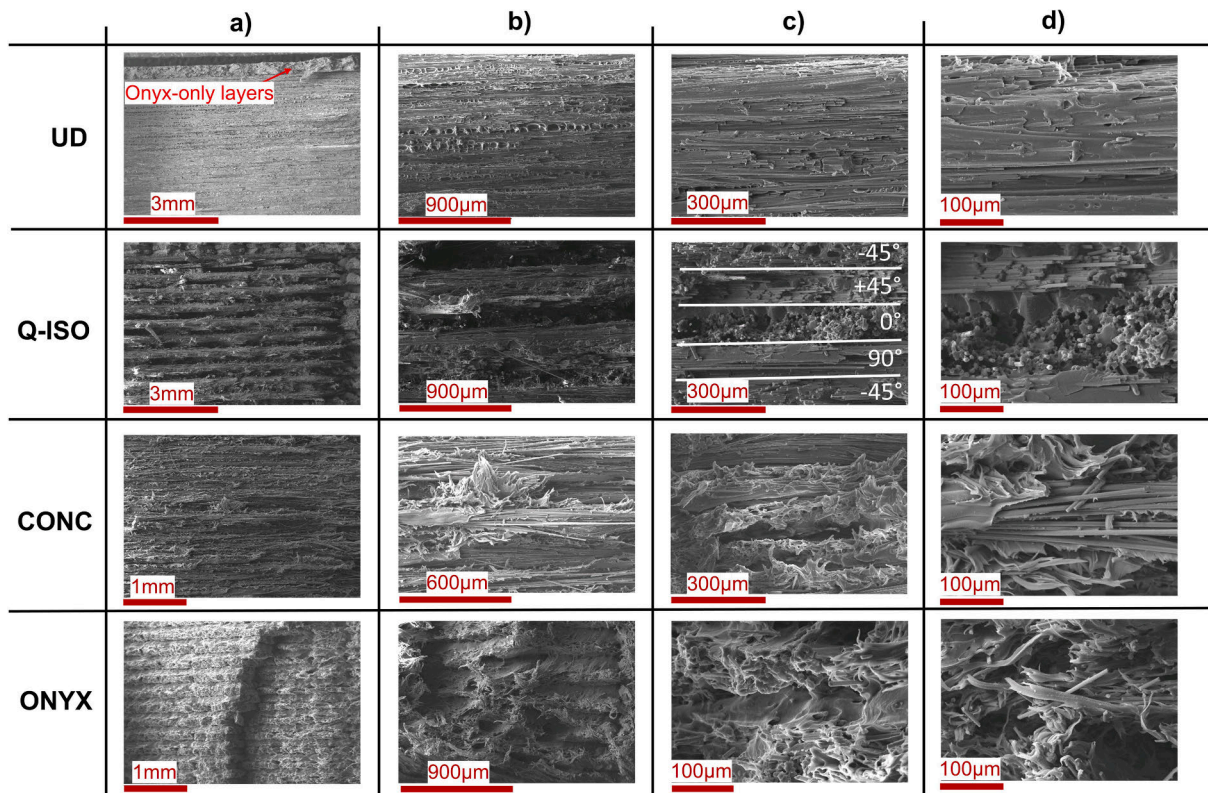 a)
b)
c)
d)
UD
Onyx-only layers
3mm
900µm
300µm
100µm
Q-ISO
3mm
900µm
-45°
+45°
0°
90°
-45°
300µm
100µm
CONC
1mm
600µm
300µm
100µm
ONYX
1mm
900µm
100µm
100µm